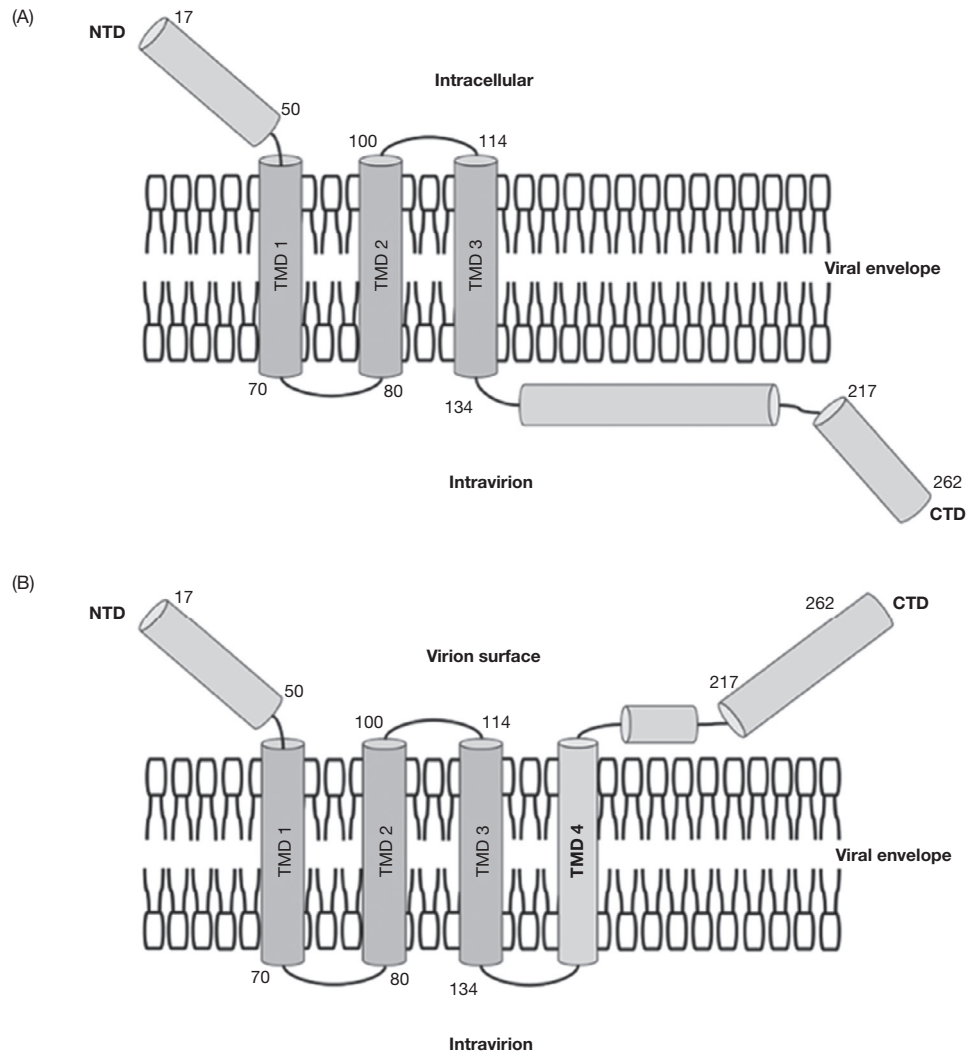 (A)
17
NTD
Intracellular
50
100
114
TMD 1
TMD 2
TMD 3
Viral envelope
70
80
134
217
Intravirion
262
CTD
(B)
17
NTD
262
CTD
Virion surface
50
217
100
114
TMD 1
TMD 2
TMD 3
TMD 4
Viral envelope
70
80
134
Intravirion